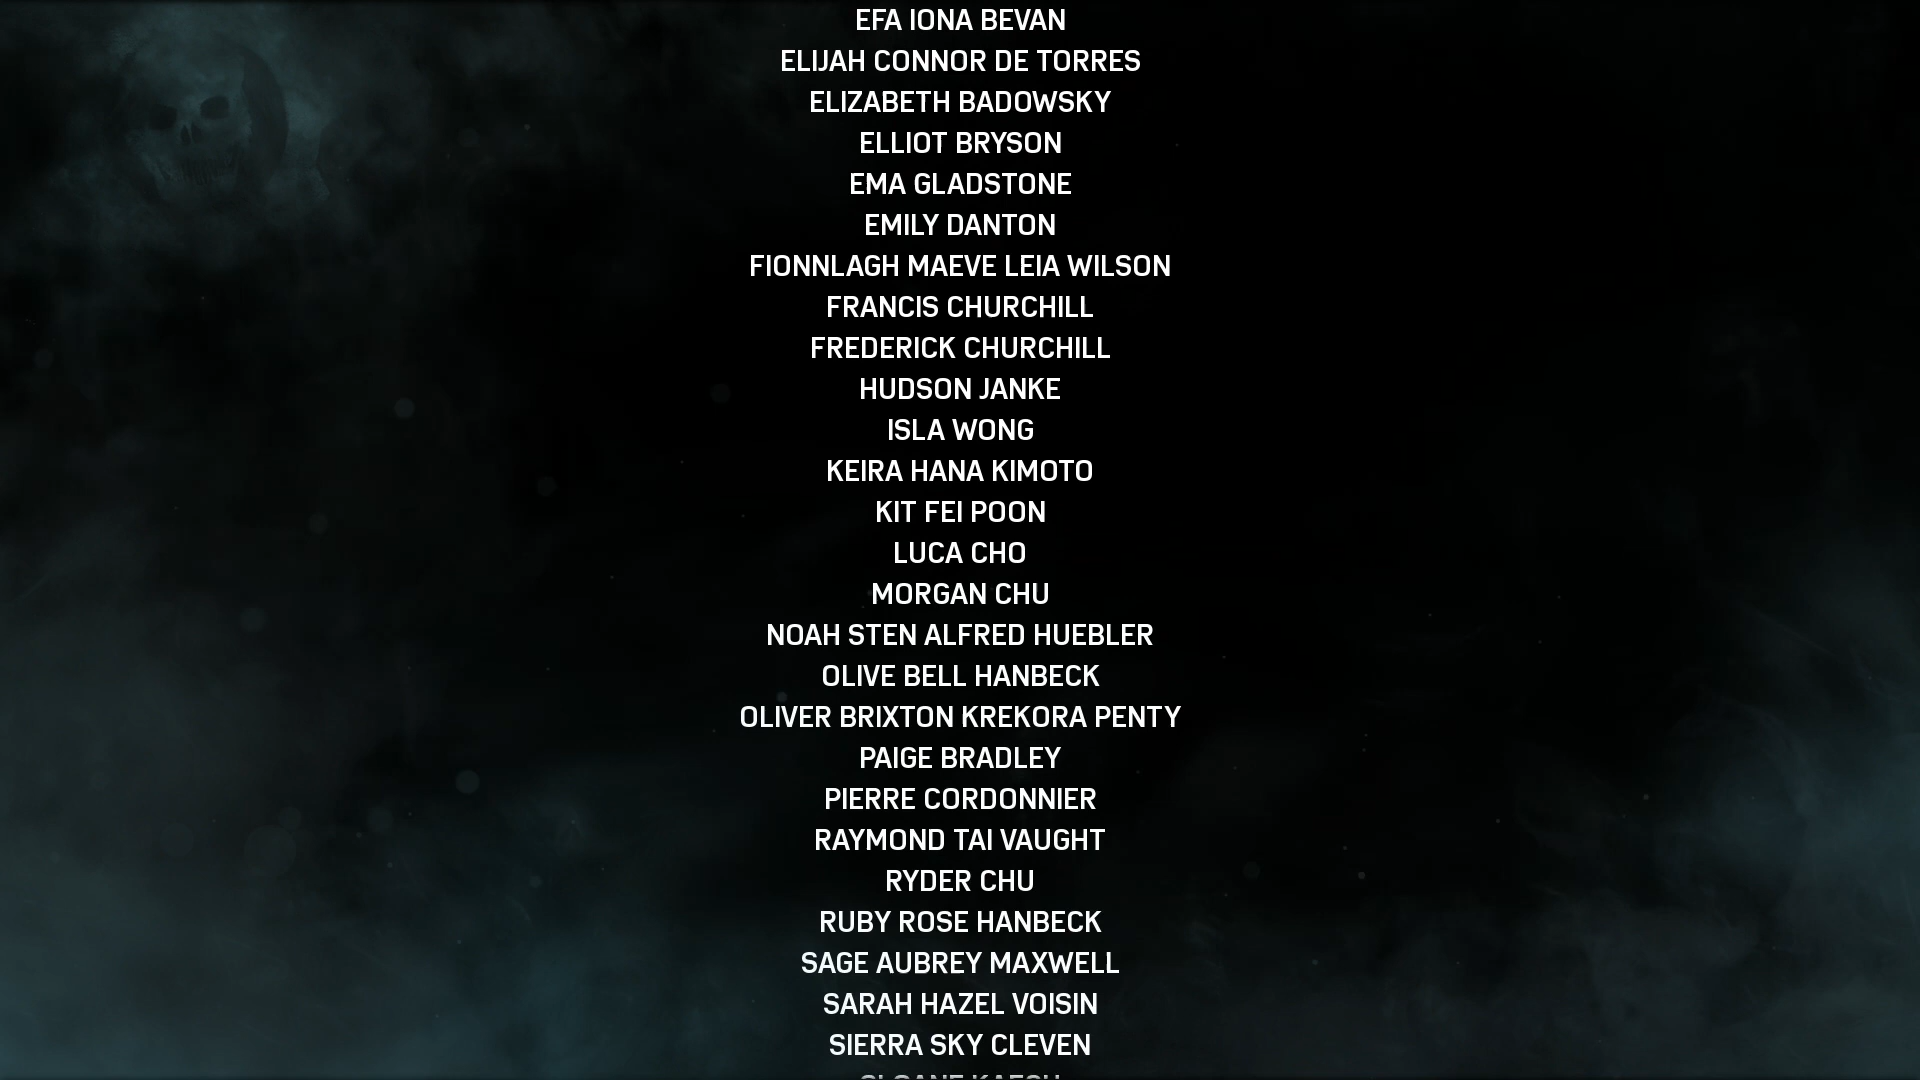 EFA IONA BEVAN
ELIJAH CONNOR DE TORRES
ELIZABETH BADOWSKY
ELLIOT BRYSON
EMA GLADSTONE
EMILY DANTON
FIONNLAGH MAEVE LEIA WILSON
FRANCIS CHURCHILL
FREDERICK CHURCHILL
HUDSON JANKE
ISLA WONG
KEIRA HANA KIMOTO
KIT FEI POON
LUCA CHO
MORGAN CHU
NOAH STEN ALFRED HUEBLER
OLIVE BELL HANBECK
OLIVER BRIXTON KREKORA PENTY
PAIGE BRADLEY
PIERRE CORDONNIER
RAYMOND TAI VAUGHT
RYDER CHU
RUBY ROSE HANBECK
SAGE AUBREY MAXWELL
SARAH HAZEL VOISIN
SIERRA SKY CLEVEN